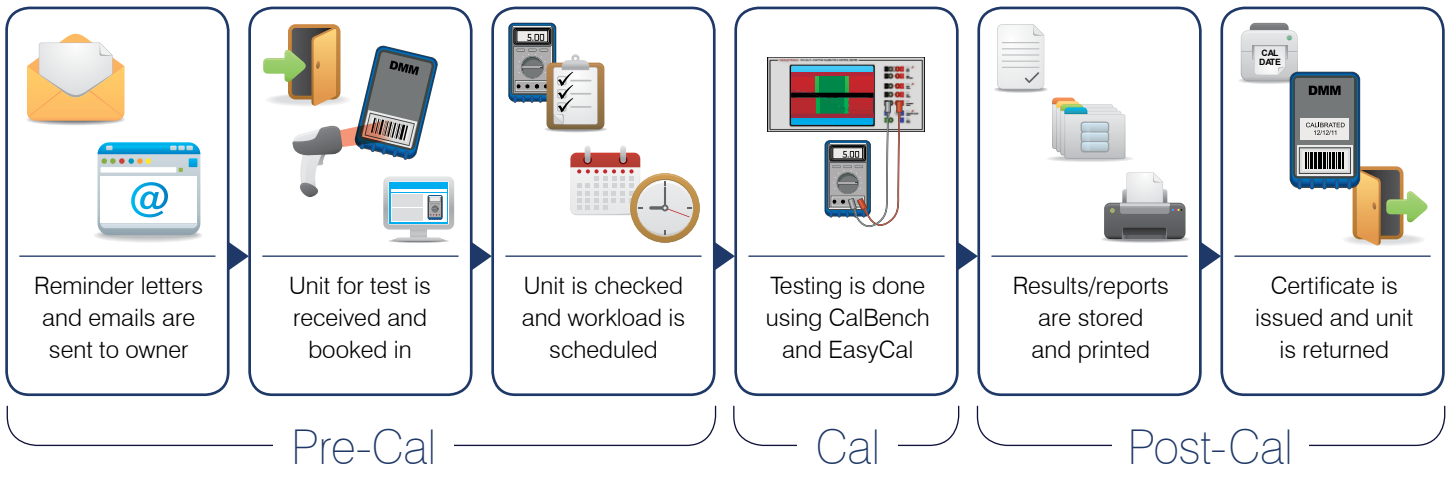 DMM
5.00
5.00
CAL
DATE
DMM
CALIBRATED
12/12/11
@
Reminder letters
and emails are
sent to owner
Unit for test is
received and
booked in
Unit is checked
and workload is
scheduled
Testing is done
using CalBench
and EasyCal
Results/reports
are stored
and printed
Certificate is
issued and unit
is returned
Pre-Cal
Cal
Post-Cal